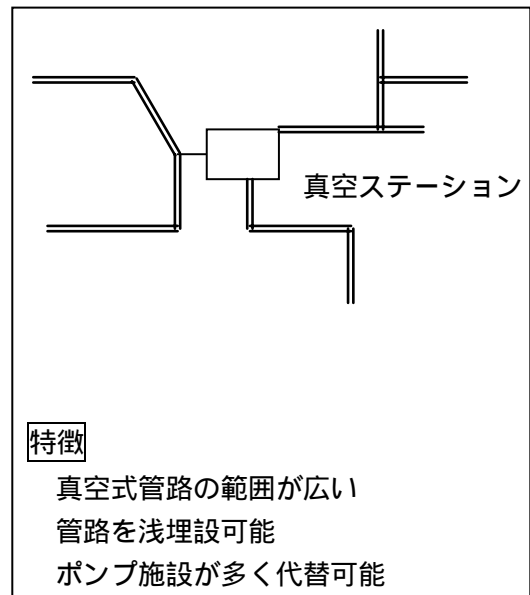 真空ステーション
特徴
真空式管路の範囲が広い
管路を浅埋設可能
ポンプ施設が多く代替可能